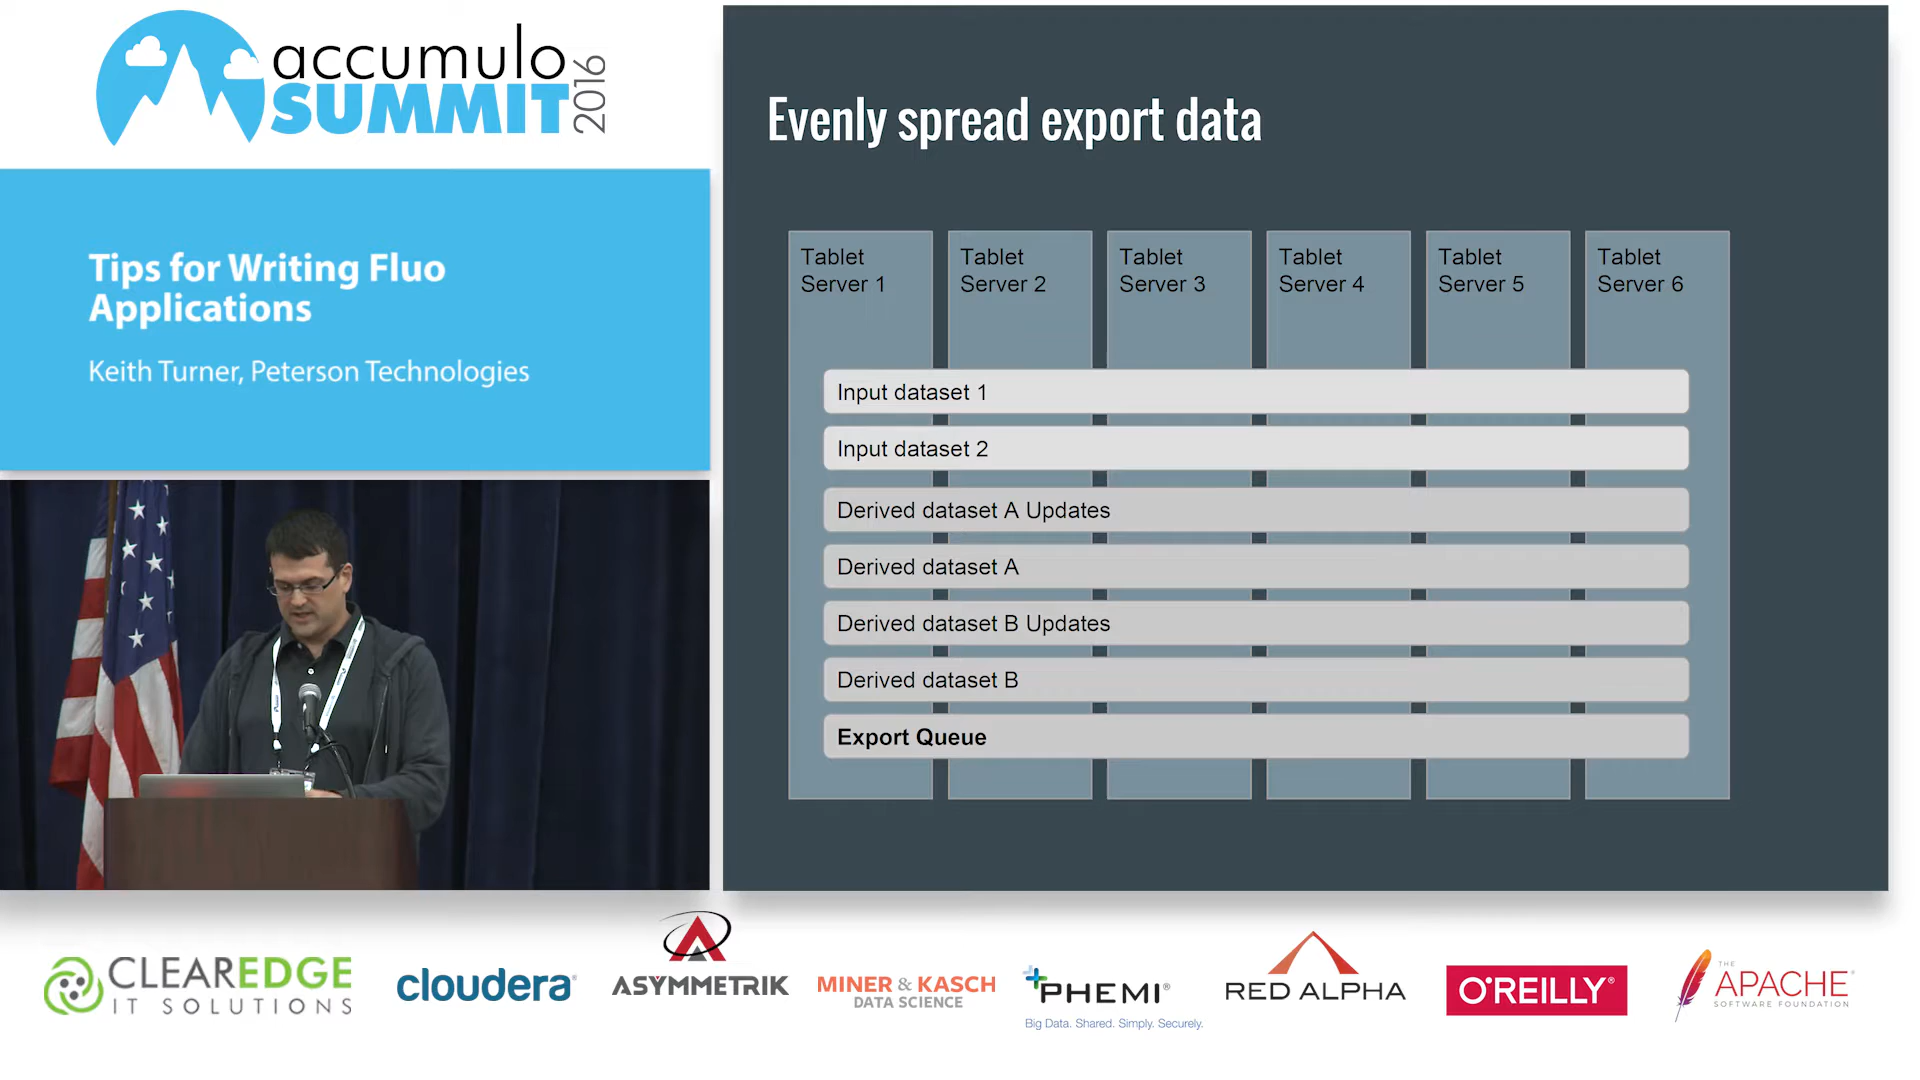 accumulo
SUMMIT
2016
Tips for Writing Fluo
Applications
Keith Turner, Peterson Technologies
Evenly spread export data
Tablet
Server 1
Tablet
Server 2
Tablet
Server 3
Tablet
Server 4
Tablet
Server 5
Tablet
Server 6
Input dataset 1
Input dataset 2
Derived dataset A Updates
Derived dataset A
Derived dataset B Updates
Derived dataset B
Export Queue
CLEAREDGE
IT SOLUTIONS
cloudera®
ASYMMETRIK
MINER & KASCH
DATA SCIENCE
PHEMI®
Big Data. Shared. Simply. Securely.
RED ALPHA
O'REILLY®
THE
APACHE®
SOFTWARE FOUNDATION